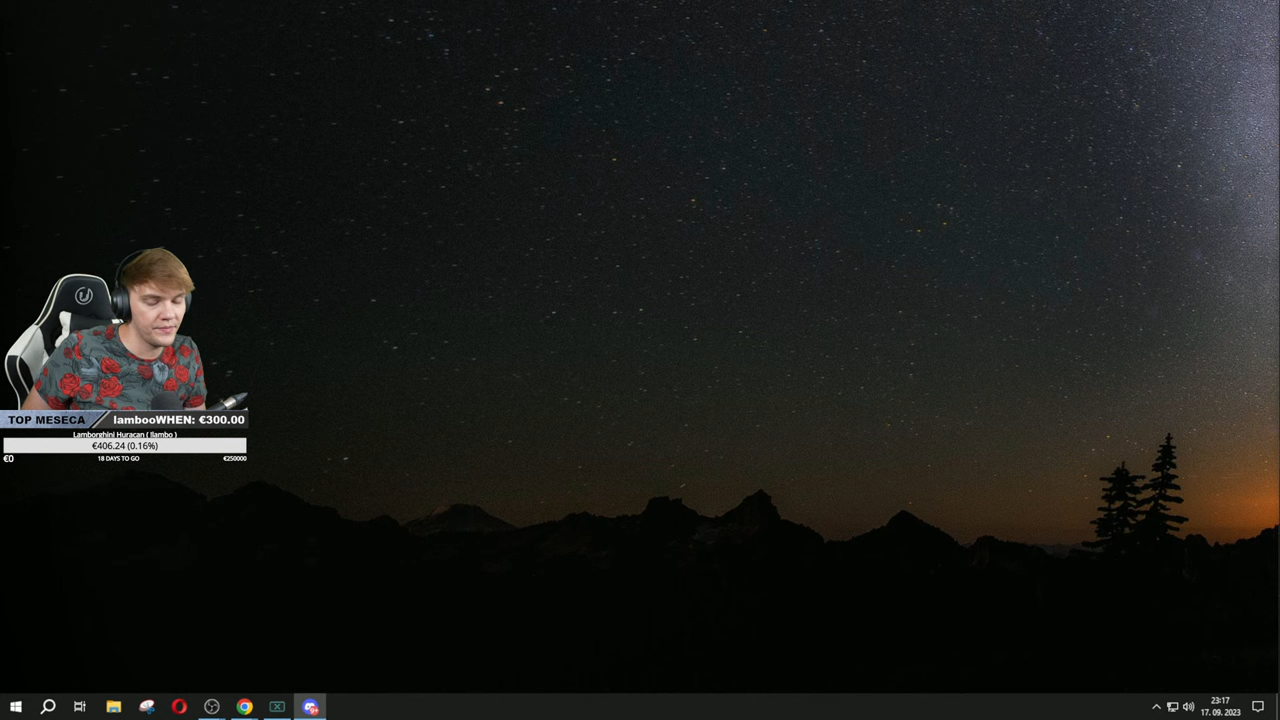 TOP MESECA lambooWHEN: €300.00
Lamborghini Huracan ( !lambo )
€406.24 (0.16%)
€0 18 DAYS TO GO €250000
23:17
17. 09. 2023